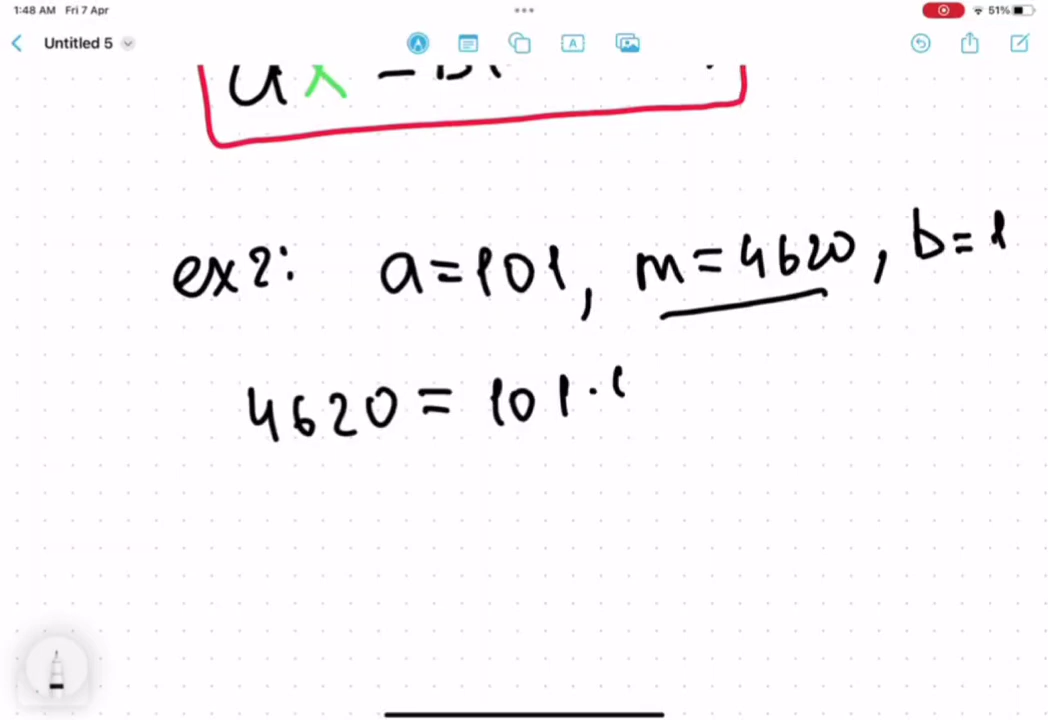 1:48 AM Fri 7 Apr
51%
Untitled 5
ex2: a=101, m=4620, b=1
4620 = 101·